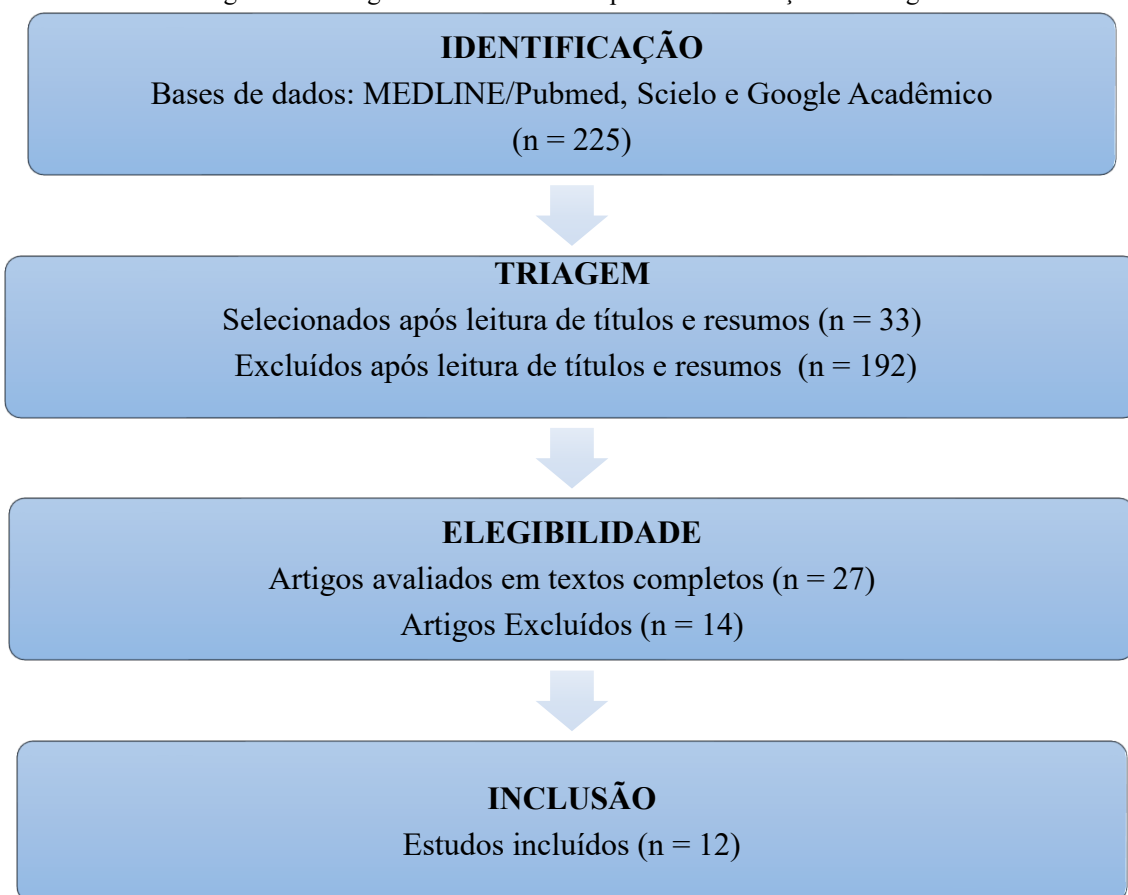 IDENTIFICAÇÃO
Bases de dados: MEDLINE/Pubmed, Scielo e Google Acadêmico
(n = 225)
TRIAGEM
Selecionados após leitura de títulos e resumos (n = 33)
Excluídos após leitura de títulos e resumos (n = 192)
ELEGIBILIDADE
Artigos avaliados em textos completos (n = 27)
Artigos Excluídos (n = 14)
INCLUSÃO
Estudos incluídos (n = 12)